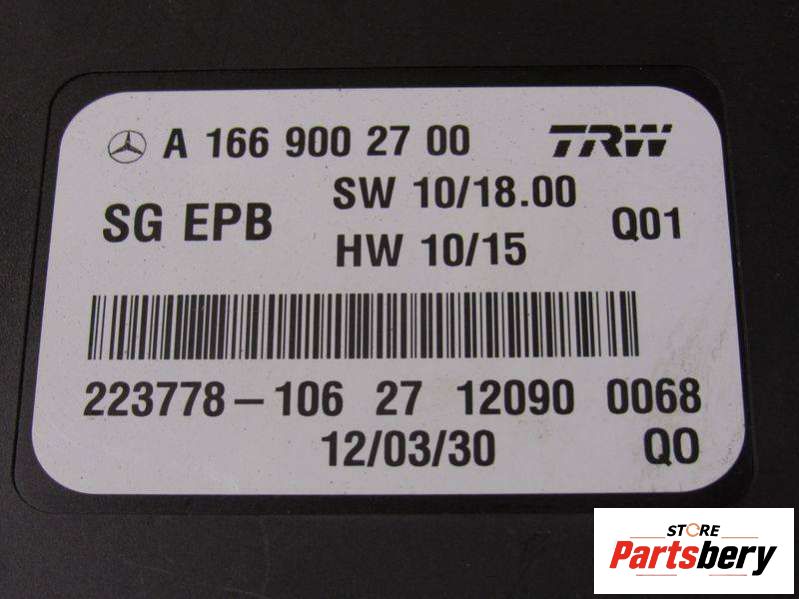 A 166 900 27 00 TRW
SW 10/18.00
SG EPB Q01
HW 10/15
223778-106 27 12090 0068
12/03/30 QO
STORE
Partsbery